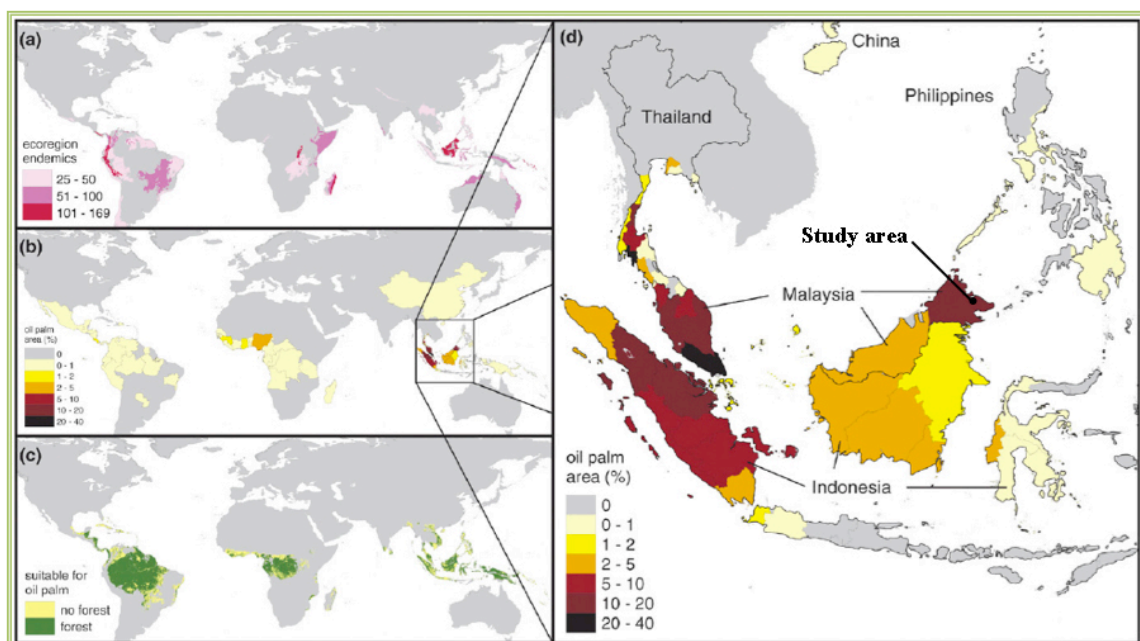 (a)
ecoregion
endemics
25 - 50
51 - 100
101 - 169
(b)
oil palm
area (%)
0
0 - 1
1 - 2
2 - 5
5 - 10
10 - 20
20 - 40
(c)
suitable for
oil palm
no forest
forest
(d)
China
Philippines
Thailand
Study area
Malaysia
Indonesia
oil palm
area (%)
0
0 - 1
1 - 2
2 - 5
5 - 10
10 - 20
20 - 40